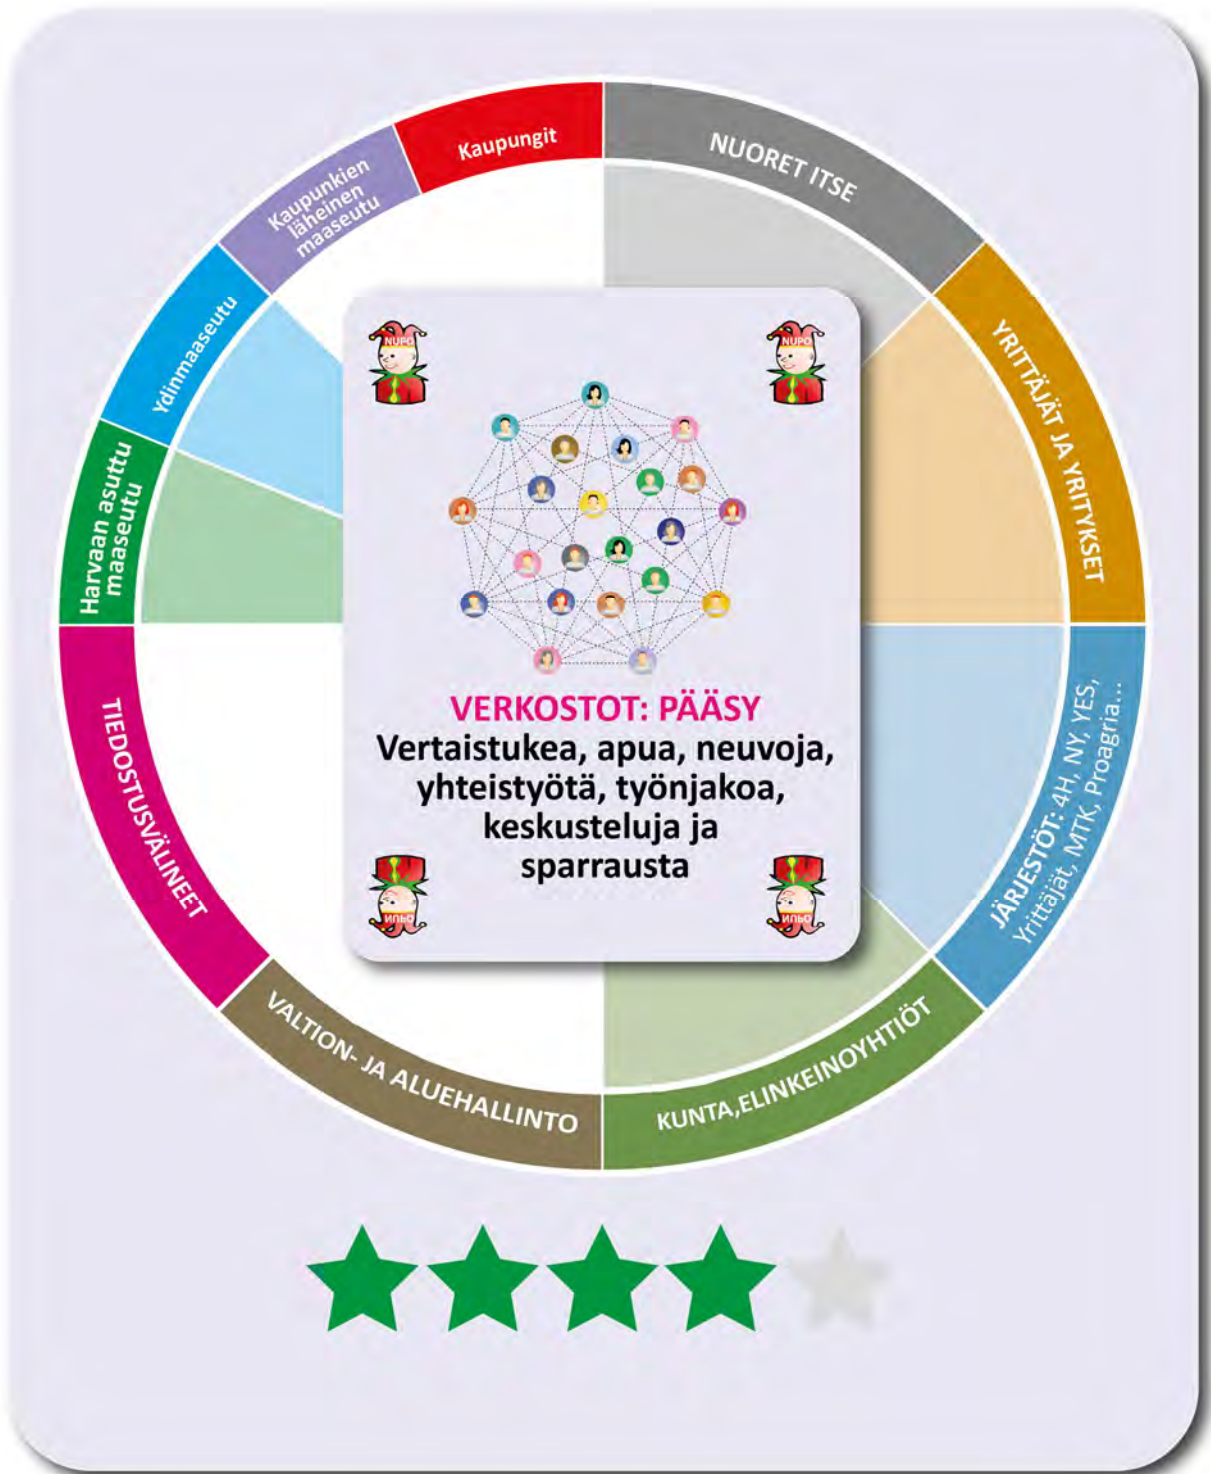 Kaupungit
NUORET ITSE
Kaupunkien
läheinen
maaseutu
YRITTÄJÄT JA YRITYKSET
Ydinmaaseutu
Harvaan asuttu
maaseutu
NUPO
NUPO
VERKOSTOT: PÄÄSY
Vertaistukea, apua, neuvoja,
yhteistyötä, työnjakoa,
keskusteluja ja
sparrausta
NUPO
NUPO
TIEDOSTUSVÄLINEET
JÄRJESTÖT: 4H, NY, YES,
Yrittäjät, MTK, Proagria...
VALTION- JA ALUEHALLINTO
KUNTA,ELINKEINOYHTIÖT